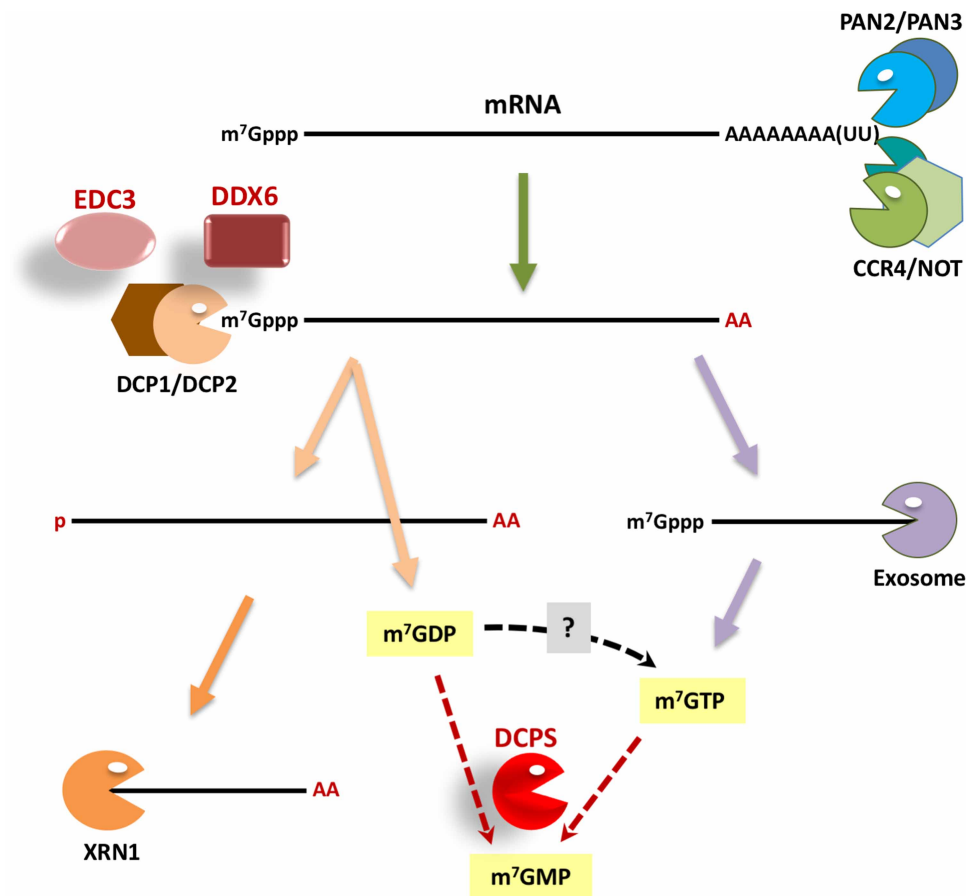 PAN2/PAN3
mRNA
m⁷Gppp
AAAAAAAA(UU)
EDC3
DDX6
CCR4/NOT
m⁷Gppp
AA
DCP1/DCP2
p
AA
m⁷Gppp
Exosome
m⁷GDP
?
m⁷GTP
DCPS
AA
XRN1
m⁷GMP